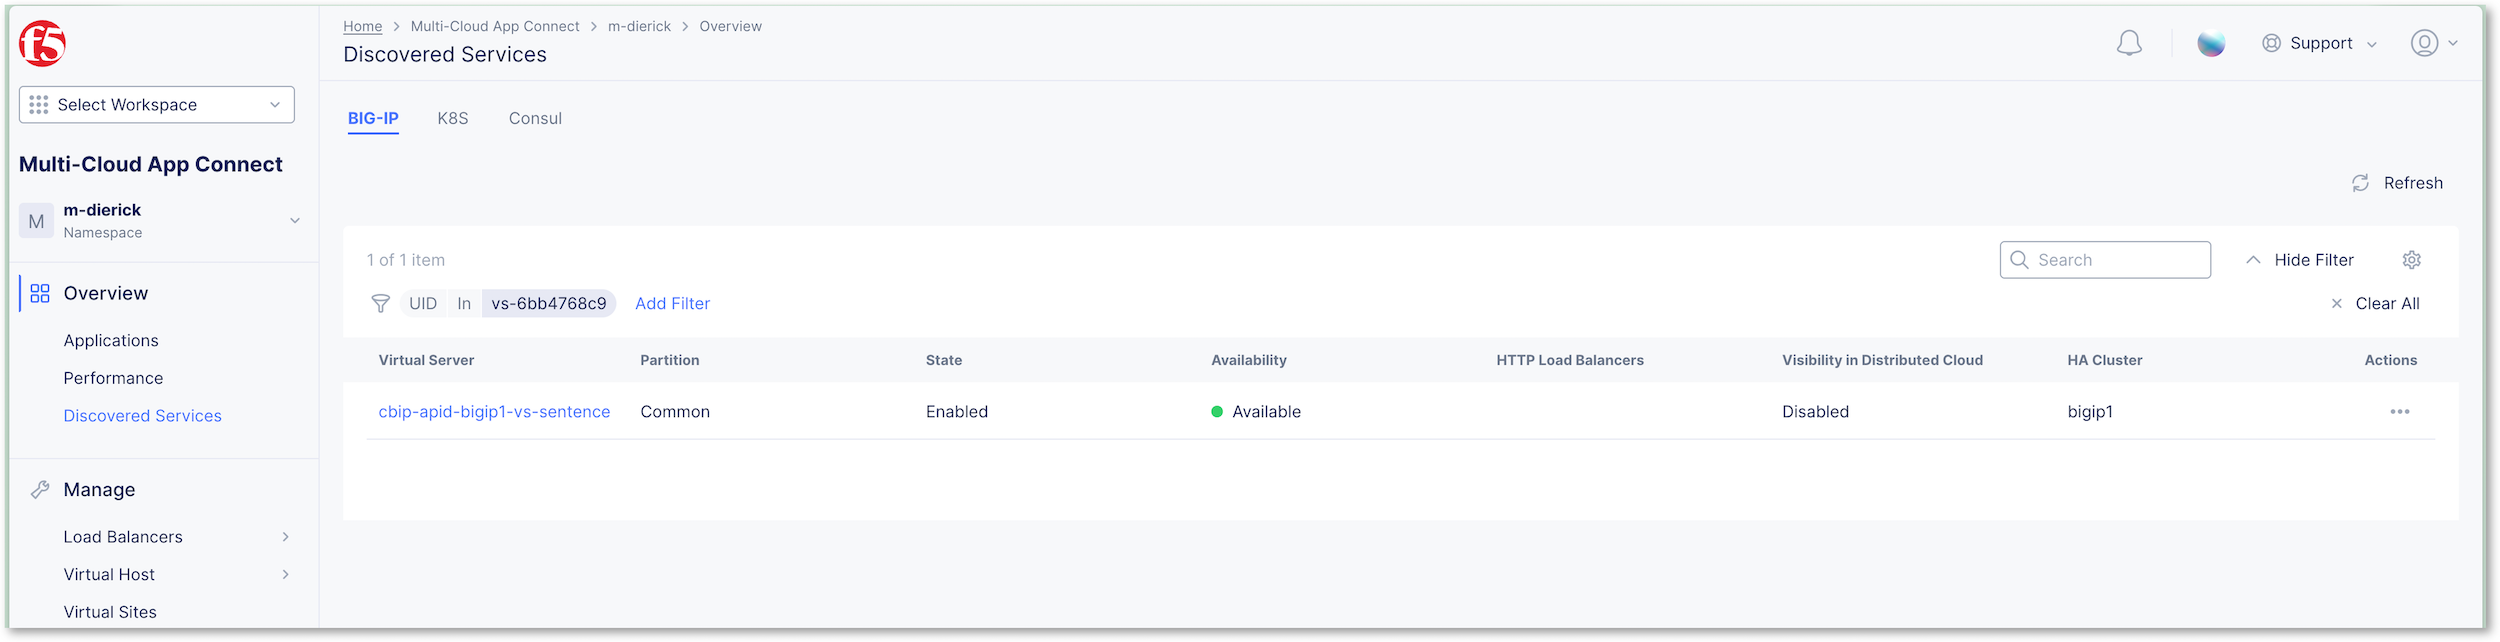 f5
Select Workspace
Multi-Cloud App Connect
M
m-dierick
Namespace
Overview
Applications
Performance
Discovered Services
Manage
Load Balancers
Virtual Host
Virtual Sites
Home > Multi-Cloud App Connect > m-dierick > Overview
Discovered Services
Support
BIG-IP K8S Consul
Refresh
1 of 1 item
Search
Hide Filter
UID In vs-6bb4768c9 Add Filter
Clear All
Virtual Server Partition State Availability HTTP Load Balancers Visibility in Distributed Cloud HA Cluster Actions
cbip-apid-bigip1-vs-sentence Common Enabled Available Disabled bigip1